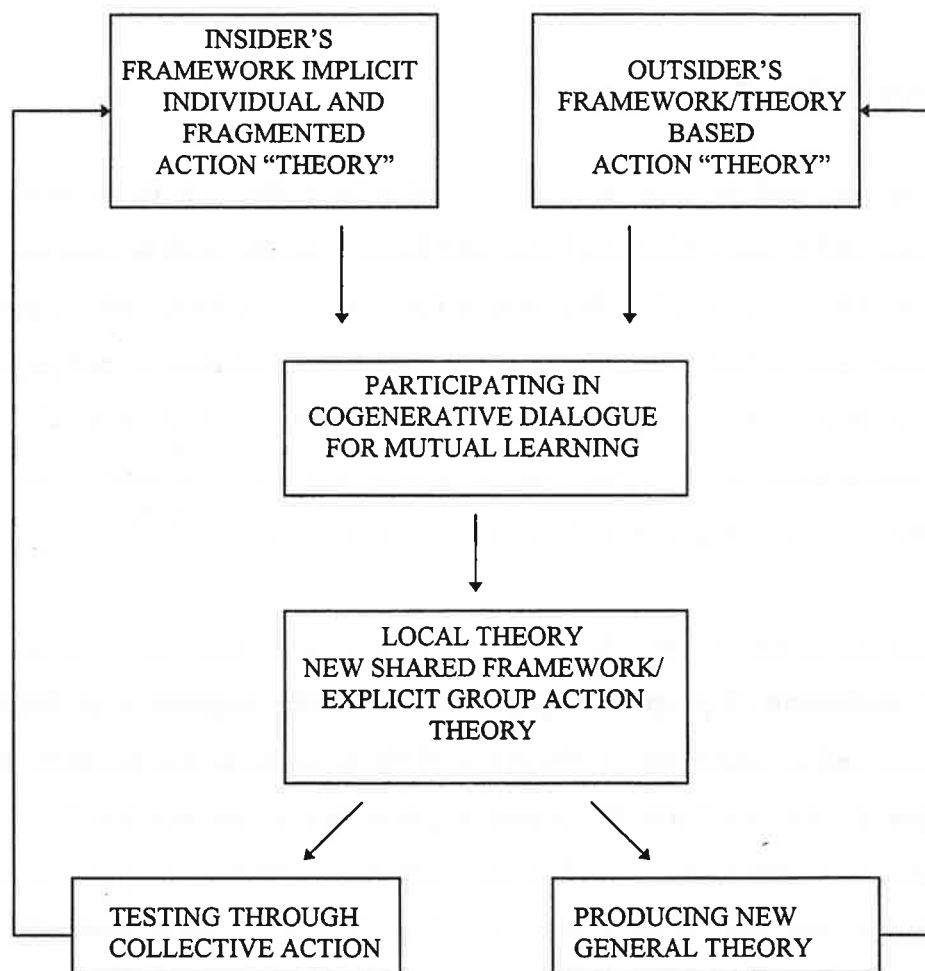 INSIDER’S
FRAMEWORK IMPLICIT
INDIVIDUAL AND
FRAGMENTED
ACTION “THEORY”
OUTSIDER’S
FRAMEWORK/THEORY
BASED
ACTION “THEORY”
PARTICIPATING IN
COGENERATIVE DIALOGUE
FOR MUTUAL LEARNING
LOCAL THEORY
NEW SHARED FRAMEWORK/
EXPLICIT GROUP ACTION
THEORY
TESTING THROUGH
COLLECTIVE ACTION
PRODUCING NEW
GENERAL THEORY